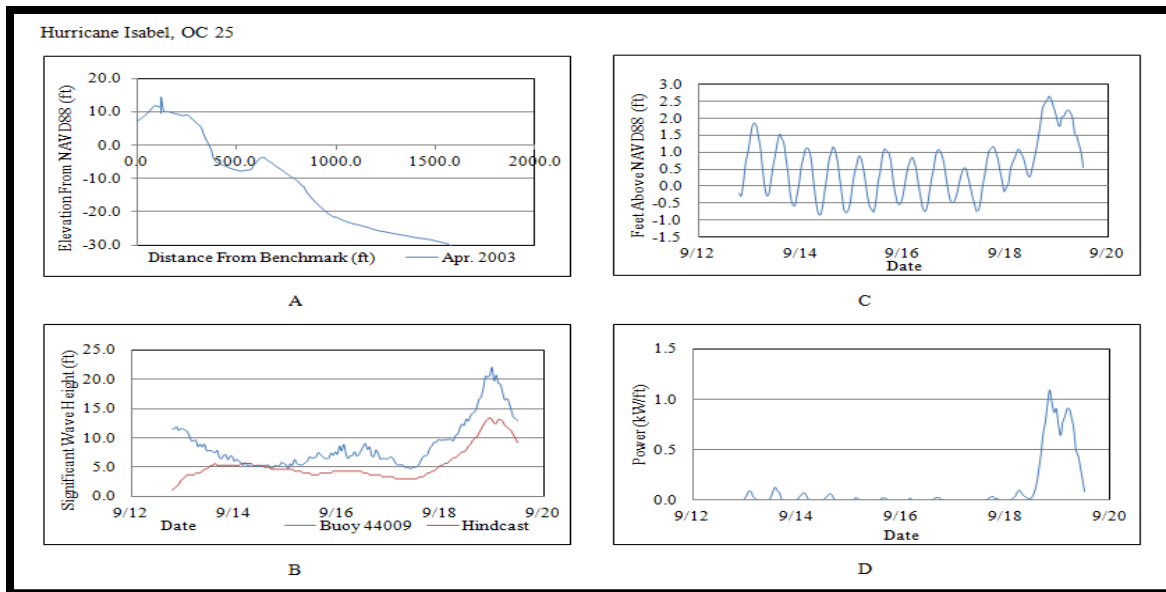 Hurricane Isabel, OC 25
Elevation From NAVD88 (ft)
20.0
10.0
0.0
-10.0
-20.0
-30.0
0.0 500.0 1000.0 1500.0 2000.0
Distance From Benchmark (ft) Apr. 2003
A
Feet Above NAVD88 (ft)
3.0
2.5
2.0
1.5
1.0
0.5
0.0
-0.5
-1.0
-1.5
9/12 9/14 9/16 9/18 9/20
Date
C
Significant Wave Height (ft)
25.0
20.0
15.0
10.0
5.0
0.0
9/12 9/14 9/16 9/18 9/20
Date Buoy 44009 Hindcast
B
Power (kW/ft)
1.5
1.0
0.5
0.0
9/12 9/14 9/16 9/18 9/20
Date
D